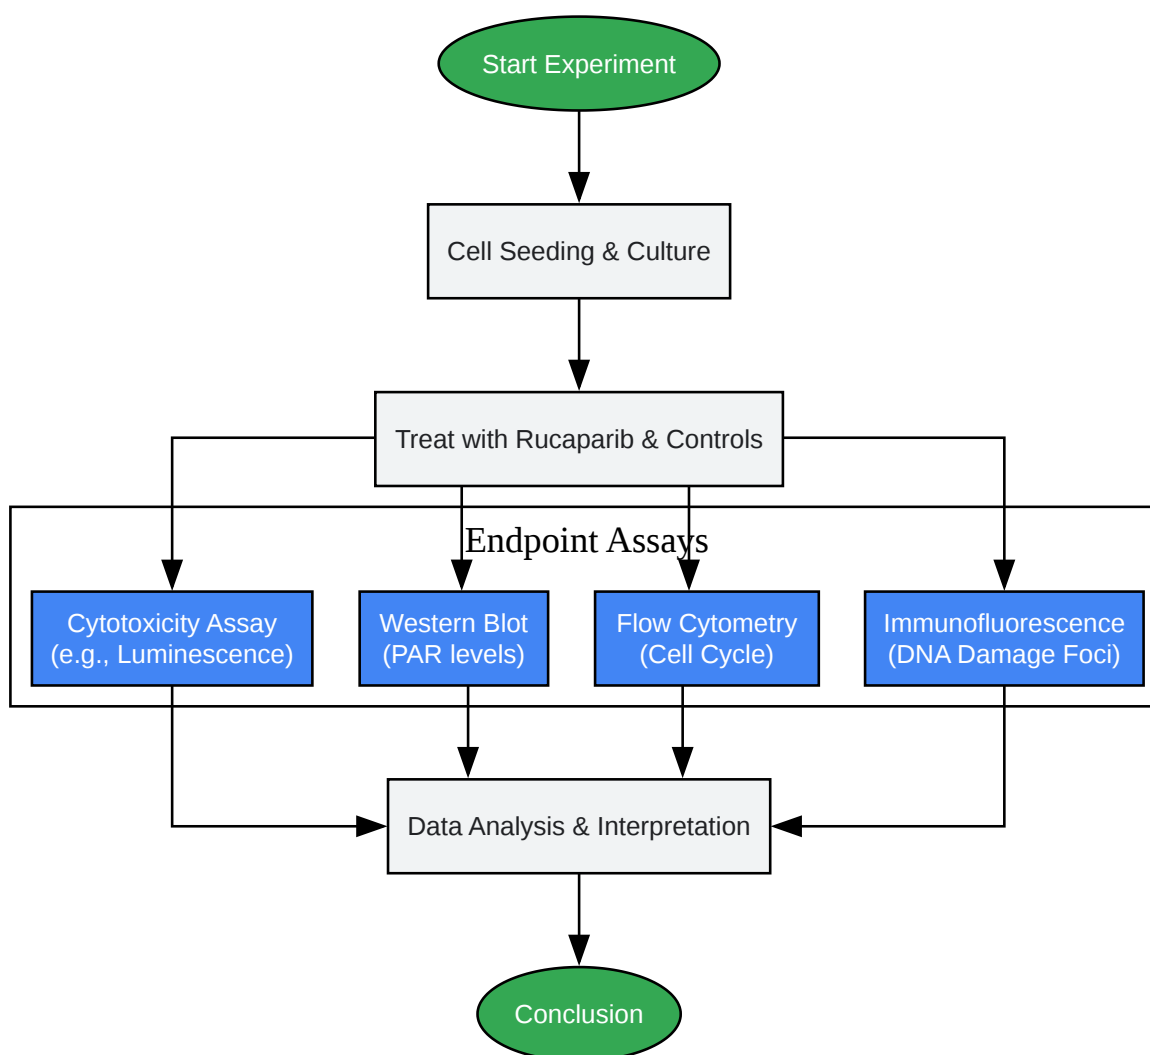 Start Experiment
Cell Seeding & Culture
Treat with Rucaparib & Controls
Endpoint Assays
Cytotoxicity Assay
(e.g., Luminescence)
Western Blot
(PAR levels)
Flow Cytometry
(Cell Cycle)
Immunofluorescence
(DNA Damage Foci)
Data Analysis & Interpretation
Conclusion